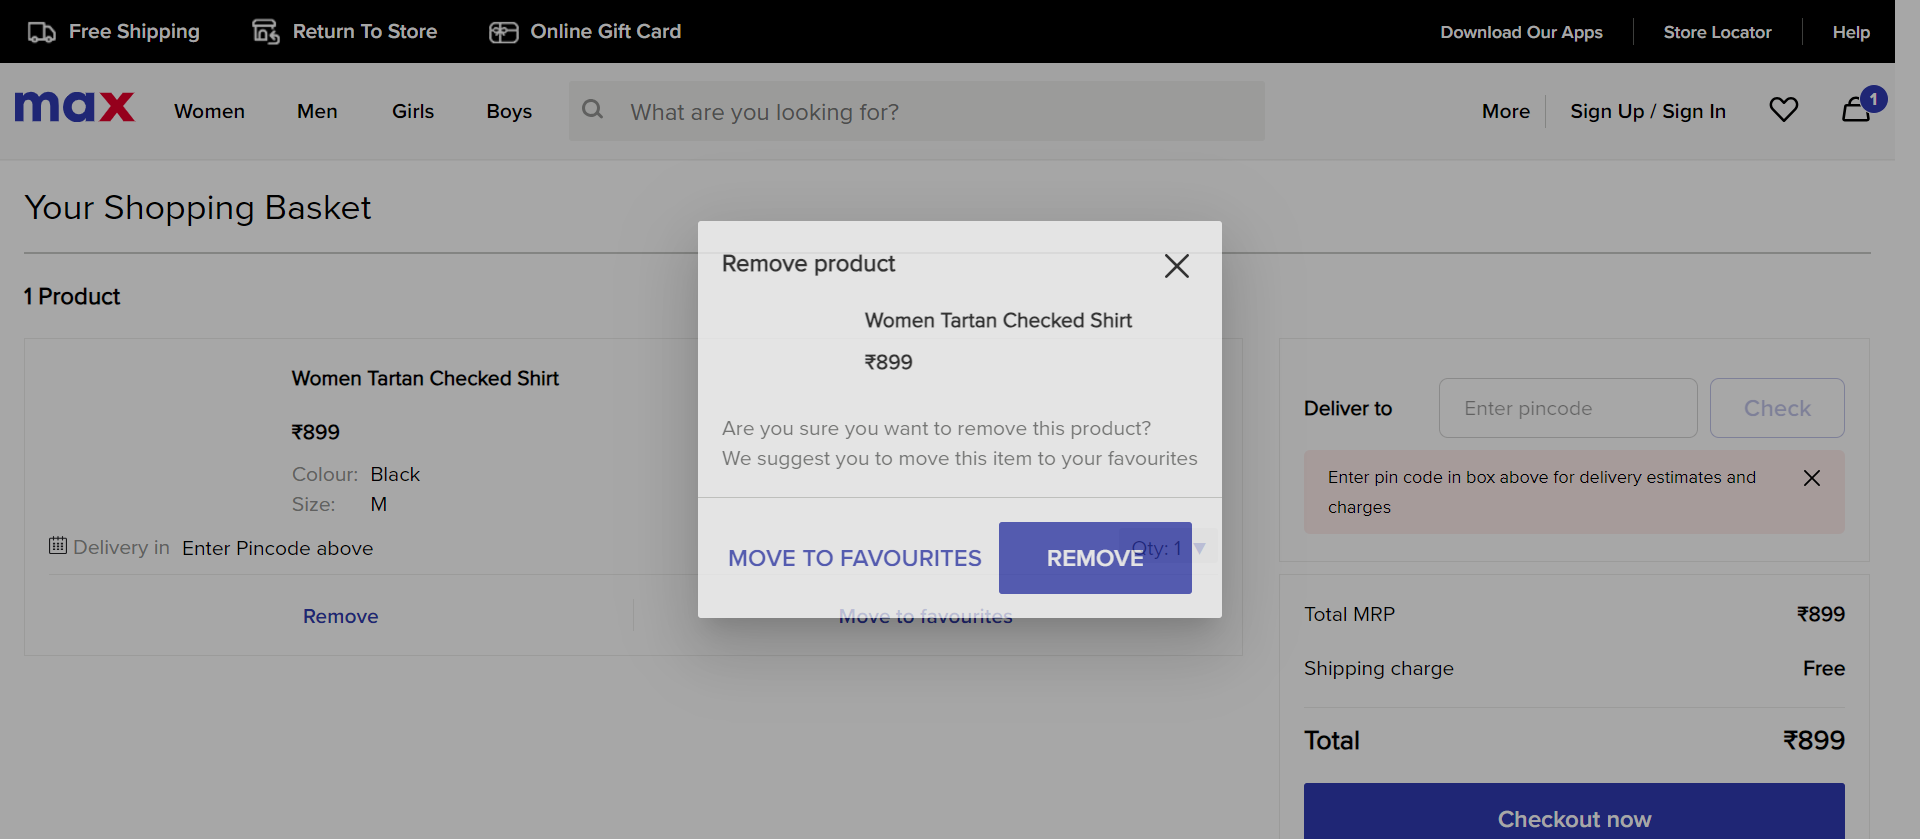 Free Shipping
Return To Store
Online Gift Card
Download Our Apps
Store Locator
Help
max
Women
Men
Girls
Boys
What are you looking for?
More
Sign Up / Sign In
1
Your Shopping Basket
1 Product
Women Tartan Checked Shirt
₹899
Colour: Black
Size: M
Delivery in Enter Pincode above
Qty: 1
Remove
Move to favourites
Remove product
Women Tartan Checked Shirt
₹899
Are you sure you want to remove this product?
We suggest you to move this item to your favourites
MOVE TO FAVOURITES
REMOVE
Deliver to
Enter pincode
Check
Enter pin code in box above for delivery estimates and
charges
Total MRP ₹899
Shipping charge Free
Total ₹899
Checkout now